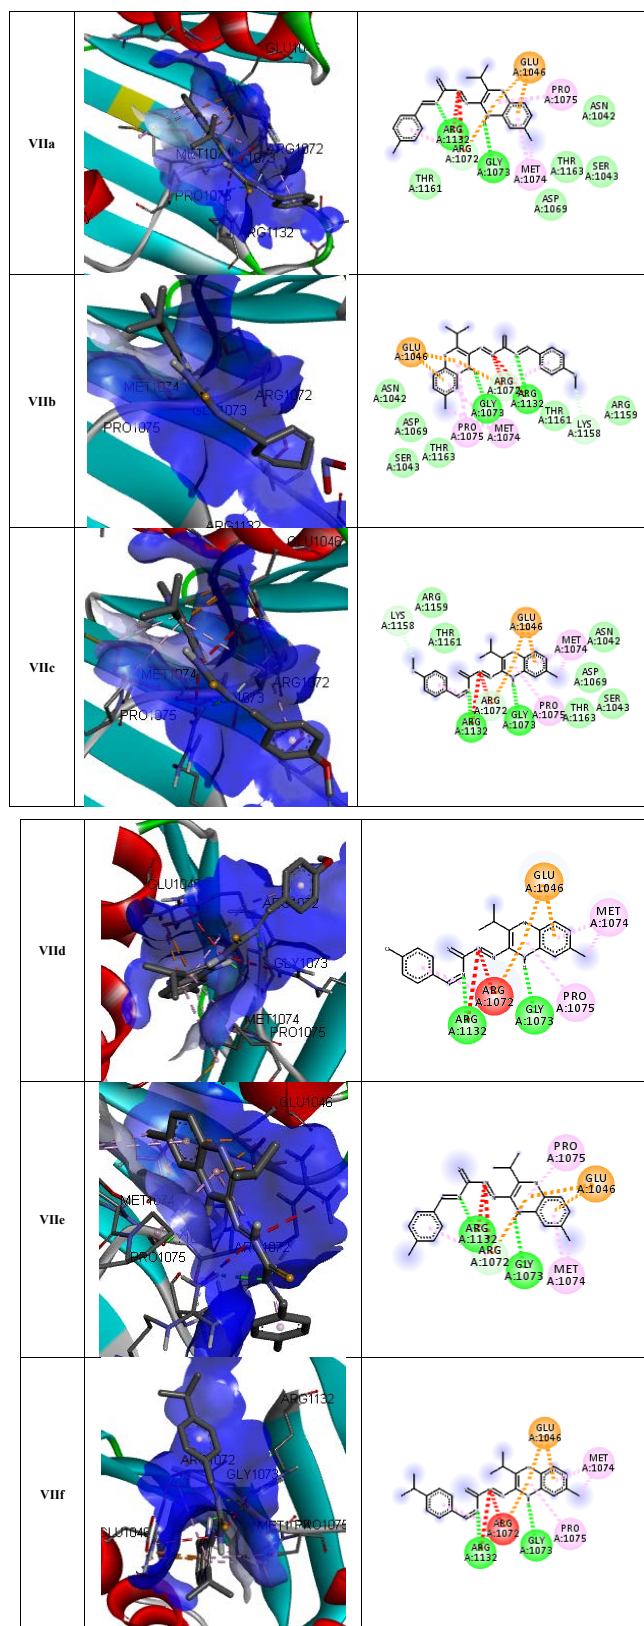 VIIa
GLU1046
ARG1072
PRO1075
ARG1132
GLU
A:1046
PRO
A:1075
ASN
A:1042
ARG
A:1132
ARG
A:1072
GLY
A:1073
MET
A:1074
THR
A:1163
SER
A:1043
THR
A:1161
ASP
A:1069
VIIb
MET1074
ARG1072
GLY1073
PRO1075
ARG1132
GLU
A:1046
ASN
A:1042
ARG
A:1072
GLY
A:1073
ARG
A:1132
THR
A:1161
ARG
A:1159
LYS
A:1158
ASP
A:1069
PRO
A:1075
MET
A:1074
SER
A:1043
THR
A:1163
VIIc
GLU1046
MET1074
ARG1072
PRO1075
LYS
A:1158
ARG
A:1159
THR
A:1161
GLU
A:1046
MET
A:1074
ASN
A:1042
ASP
A:1069
ARG
A:1072
ARG
A:1132
GLY
A:1073
PRO
A:1075
THR
A:1163
SER
A:1043
VIId
GLY1073
MET1074
PRO1075
GLU
A:1046
MET
A:1074
ARG
A:1072
ARG
A:1132
GLY
A:1073
PRO
A:1075
VIIe
GLU1046
PRO1075
ARG1072
PRO
A:1075
GLU
A:1046
ARG
A:1132
ARG
A:1072
GLY
A:1073
MET
A:1074
VIIf
ARG1132
ARG1072
GLY1073
GLU
A:1046
MET
A:1074
ARG
A:1072
ARG
A:1132
GLY
A:1073
PRO
A:1075